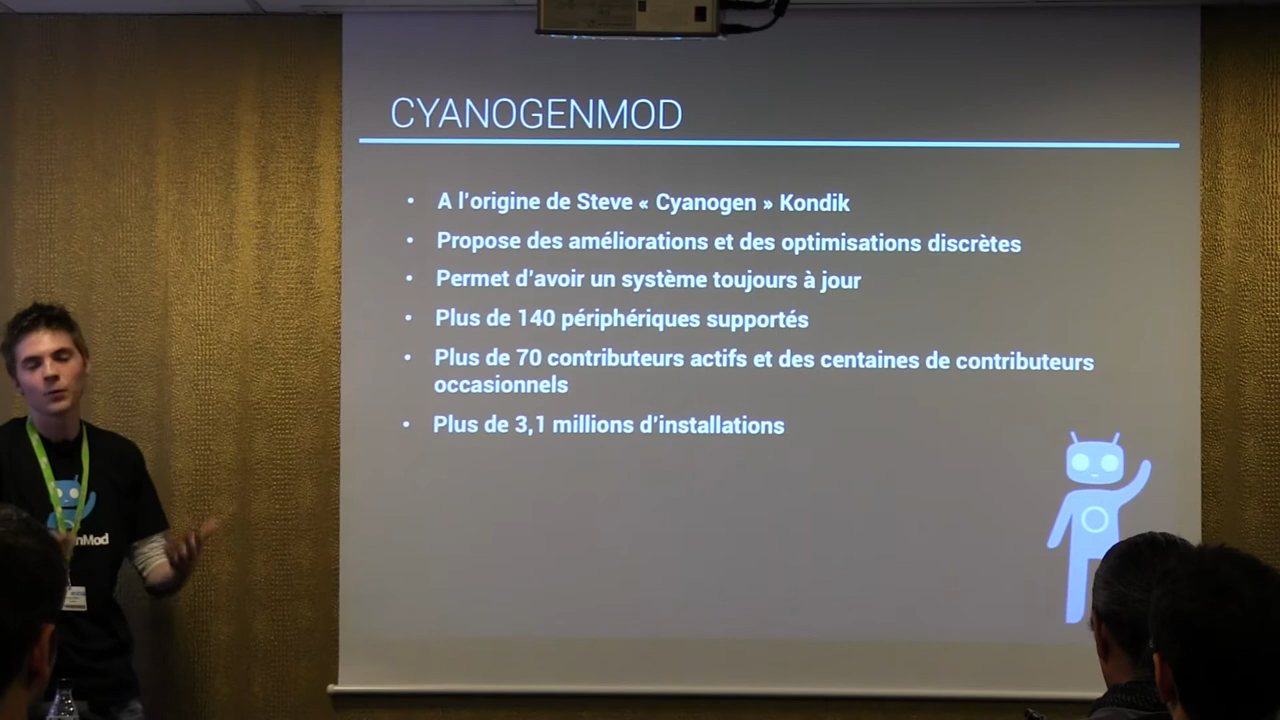 CYANOGENMOD
• A l'origine de Steve « Cyanogen » Kondik
• Propose des améliorations et des optimisations discrètes
• Permet d'avoir un système toujours à jour
• Plus de 140 périphériques supportés
• Plus de 70 contributeurs actifs et des centaines de contributeurs
occasionnels
• Plus de 3,1 millions d'installations
nMod